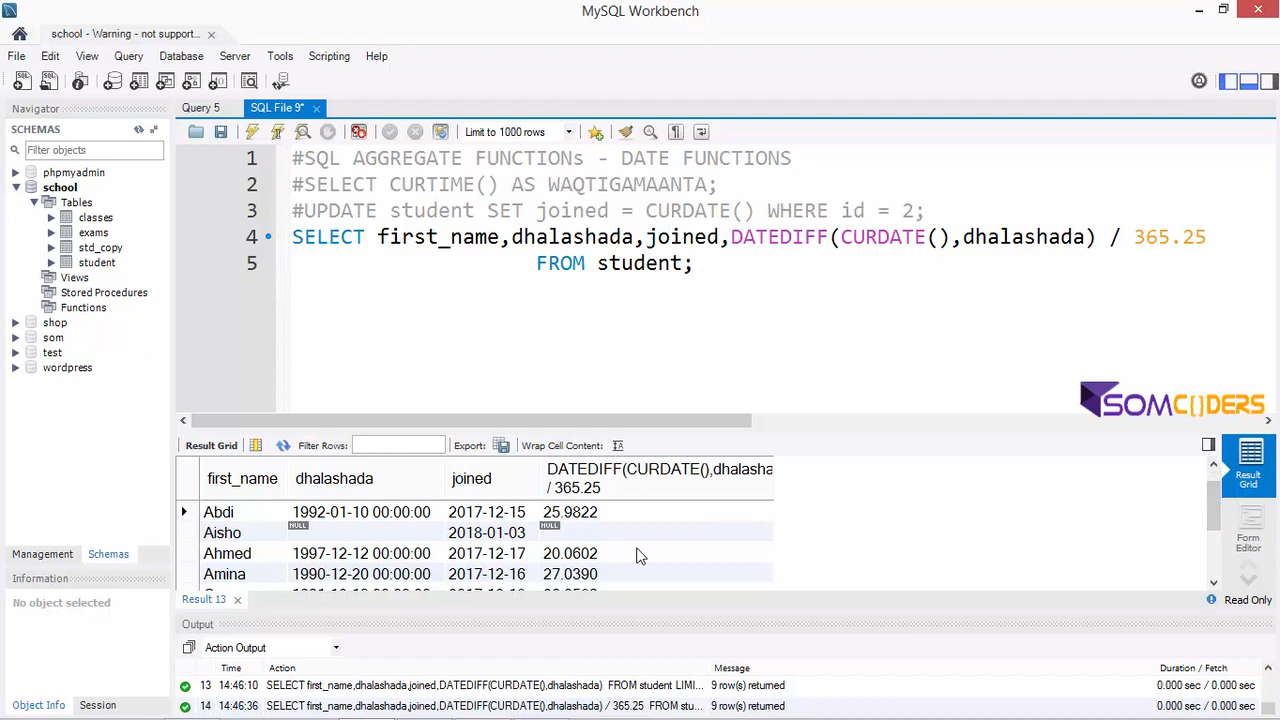 MySQL Workbench
school - Warning - not support...
File Edit View Query Database Server Tools Scripting Help
Navigator
SCHEMAS
Filter objects
phpmyadmin
school
Tables
classes
exams
std_copy
student
Views
Stored Procedures
Functions
shop
som
test
wordpress
Management Schemas
Information
No object selected
Object Info Session
Query 5 SQL File 9*
Limit to 1000 rows
1 #SQL AGGREGATE FUNCTIONs - DATE FUNCTIONS
2 #SELECT CURTIME() AS WAQTIGAMAANTA;
3 #UPDATE student SET joined = CURDATE() WHERE id = 2;
4 SELECT first_name,dhalashada,joined,DATEDIFF(CURDATE(),dhalashada) / 365.25
5 FROM student;
SOMC{}DERS
Result Grid Filter Rows: Export: Wrap Cell Content:
first_name dhalashada joined DATEDIFF(CURDATE(),dhalasha
/ 365.25
Abdi 1992-01-10 00:00:00 2017-12-15 25.9822
Aisho NULL 2018-01-03 NULL
Ahmed 1997-12-12 00:00:00 2017-12-17 20.0602
Amina 1990-12-20 00:00:00 2017-12-16 27.0390
Result Grid
Form Editor
Result 13 Read Only
Output
Action Output
Time Action Message Duration / Fetch
13 14:46:10 SELECT first_name,dhalashada,joined,DATEDIFF(CURDATE(),dhalashada) FROM student LIMI... 9 row(s) returned 0.000 sec / 0.000 sec
14 14:46:36 SELECT first_name,dhalashada,joined,DATEDIFF(CURDATE(),dhalashada) / 365.25 FROM stu... 9 row(s) returned 0.000 sec / 0.000 sec